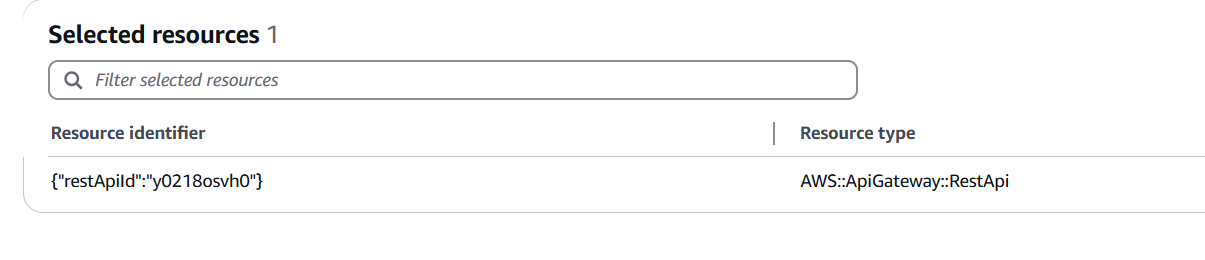 Selected resources 1
Filter selected resources
Resource identifier Resource type
{"restApiId":"y0218osvh0"} AWS::ApiGateway::RestApi